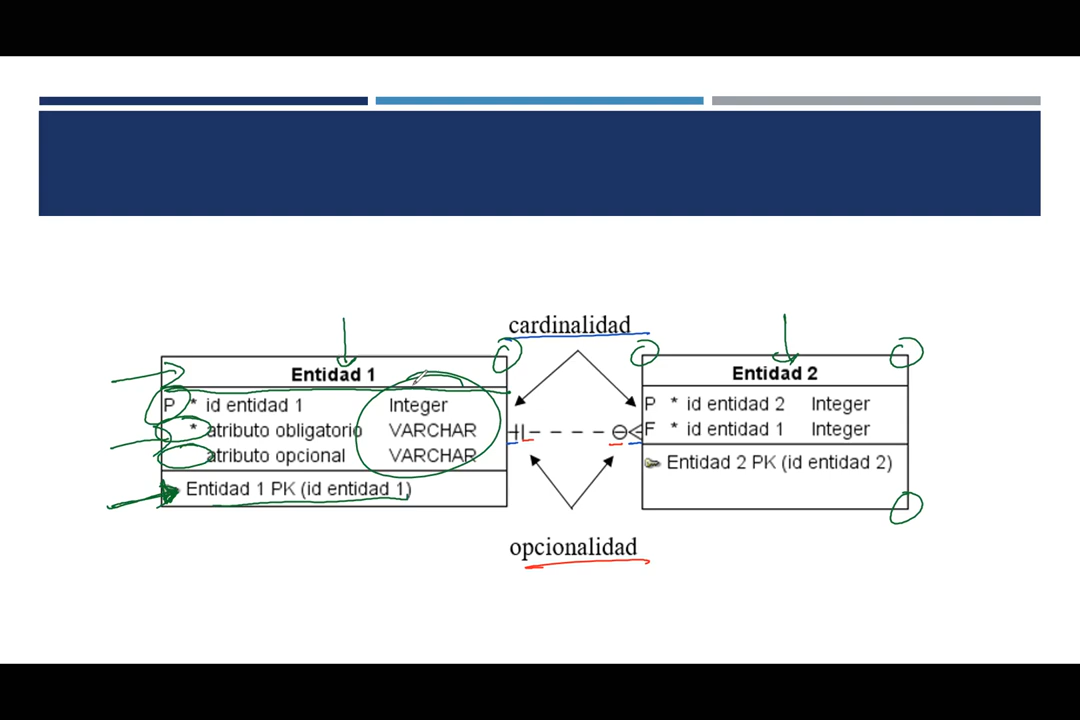 cardinalidad
Entidad 1
P * id entidad 1 Integer
* atributo obligatorio VARCHAR
atributo opcional VARCHAR
Entidad 1 PK (id entidad 1)
Entidad 2
P * id entidad 2 Integer
F * id entidad 1 Integer
Entidad 2 PK (id entidad 2)
opcionalidad